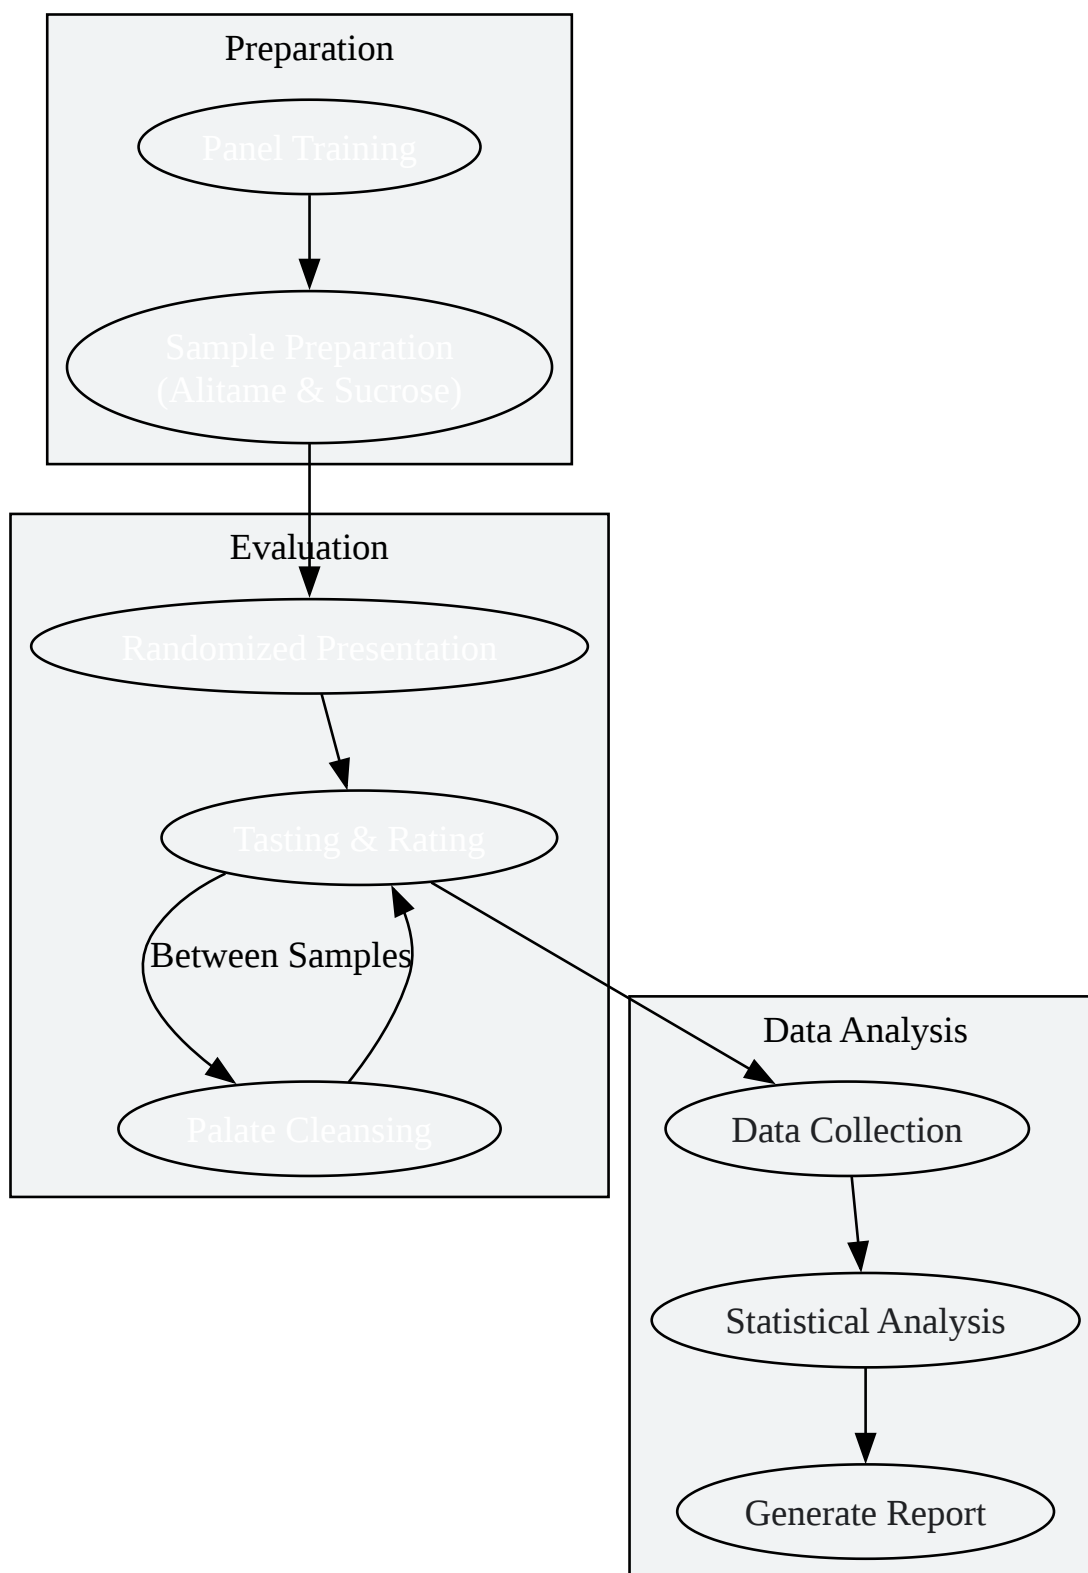 Preparation
Panel Training
Sample Preparation
(Alitame & Sucrose)
Evaluation
Randomized Presentation
Tasting & Rating
Between Samples
Palate Cleansing
Data Analysis
Data Collection
Statistical Analysis
Generate Report